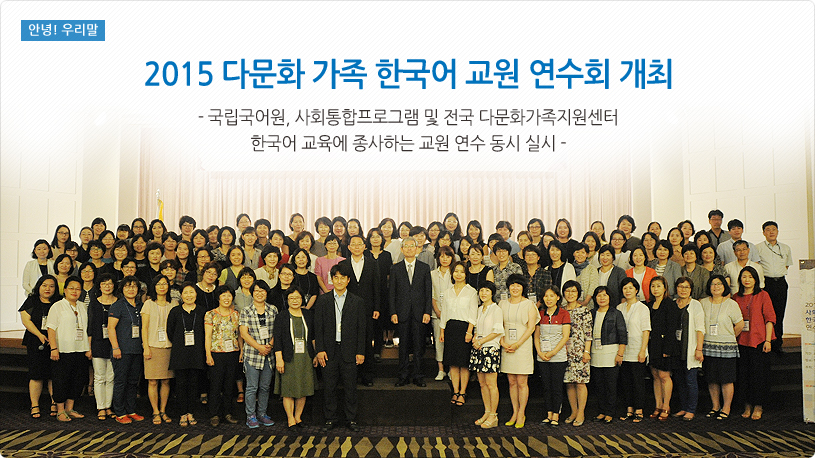 안녕! 우리말
2015 다문화 가족 한국어 교원 연수회 개최
- 국립국어원, 사회통합프로그램 및 전국 다문화가족지원센터
한국어 교육에 종사하는 교원 연수 동시 실시 -